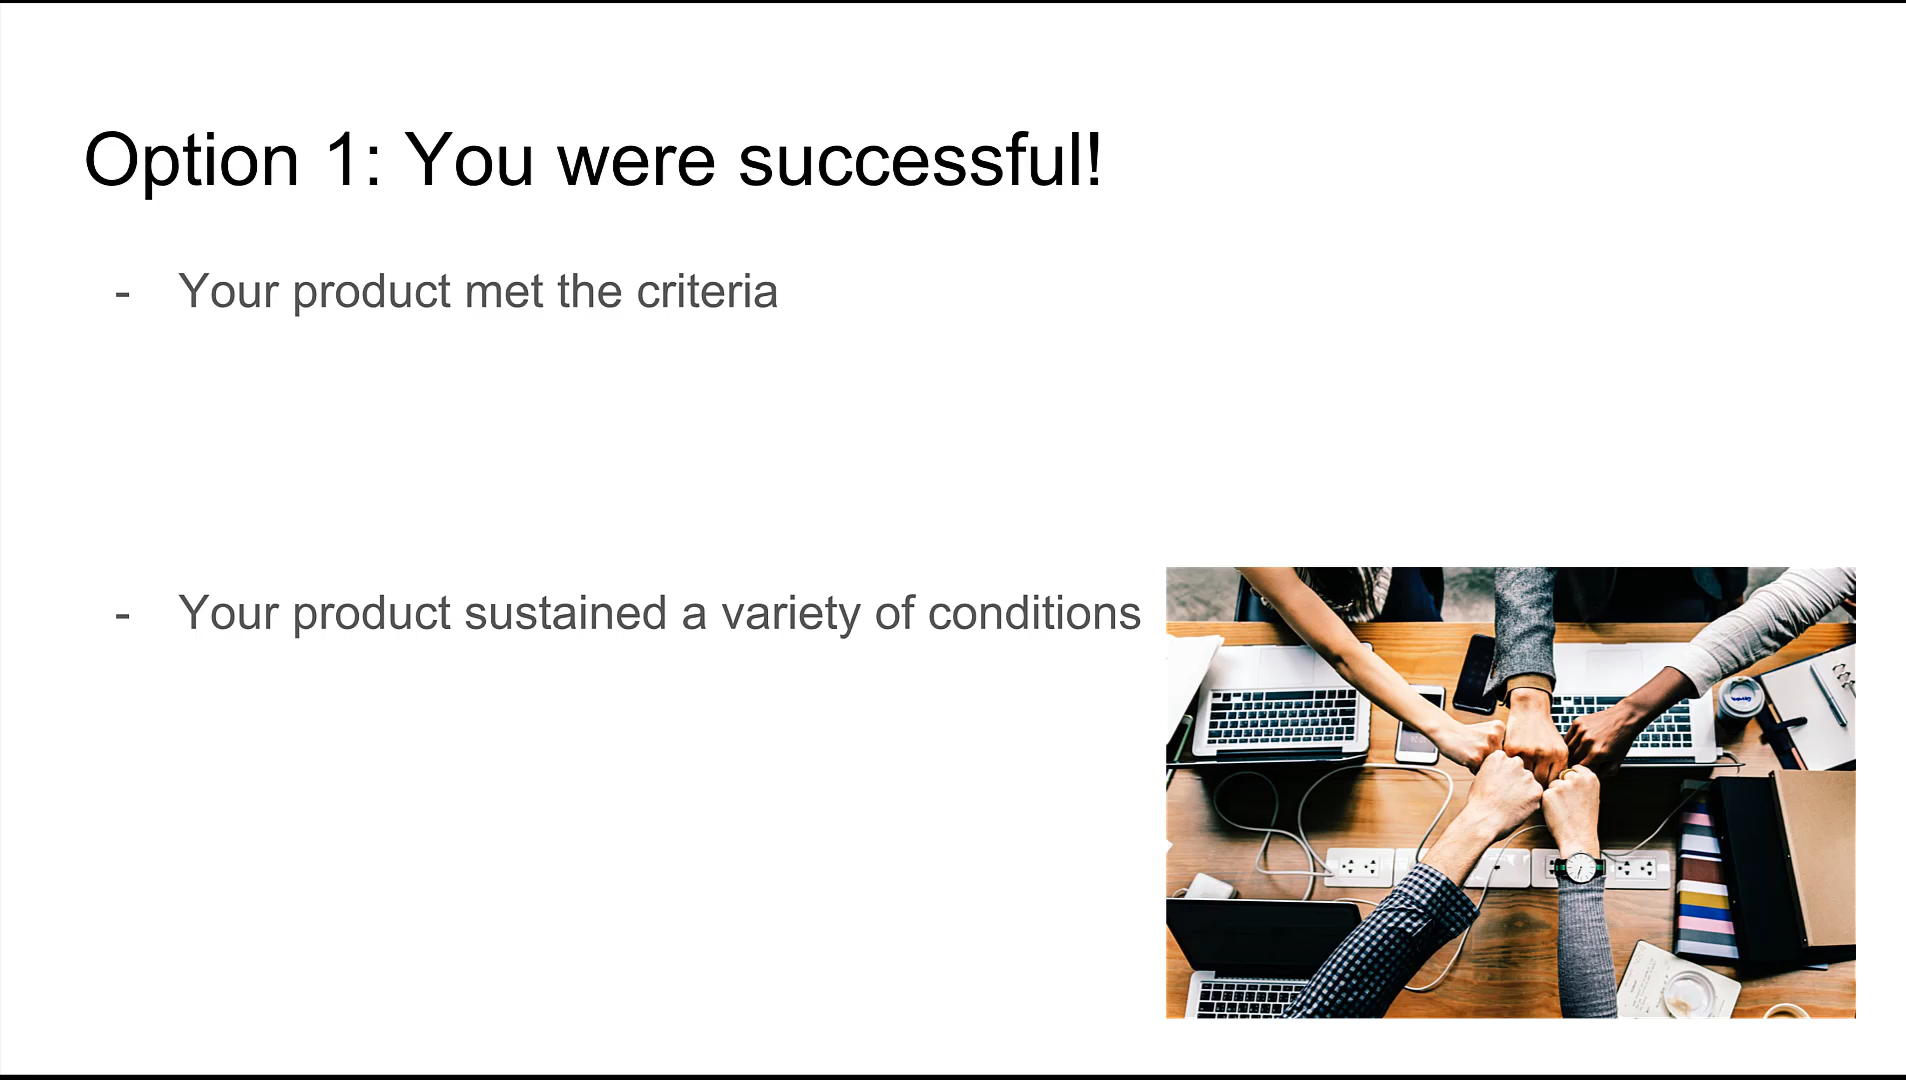 Option 1: You were successful!
- Your product met the criteria
- Your product sustained a variety of conditions